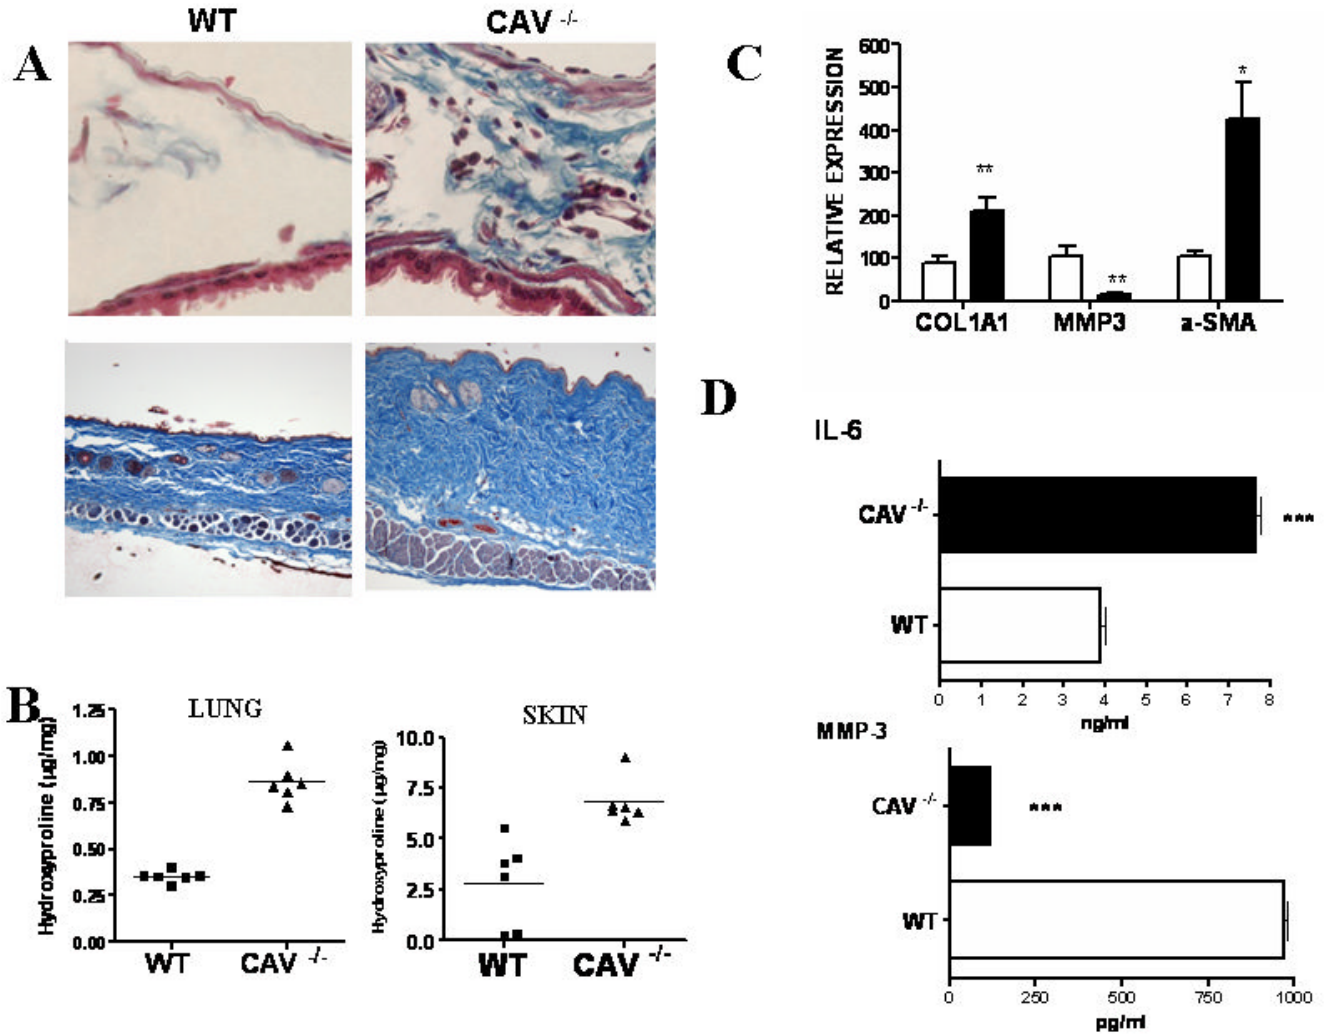 WT
CAV -/-
A
C
RELATIVE EXPRESSION
600
500
400
300
200
100
0
**
**
*
COL1A1
MMP3
a-SMA
D
IL-6
CAV -/-
***
WT
0 1 2 3 4 5 6 7 8
ng/ml
MMP-3
CAV -/-
***
WT
0 250 500 750 1000
pg/ml
B
LUNG
Hydroxyproline (µg/mg)
1.25
1.00
0.75
0.50
0.25
0.00
WT
CAV -/-
SKIN
Hydroxyproline (µg/mg)
10.0
7.5
5.0
2.5
0.0
WT
CAV -/-